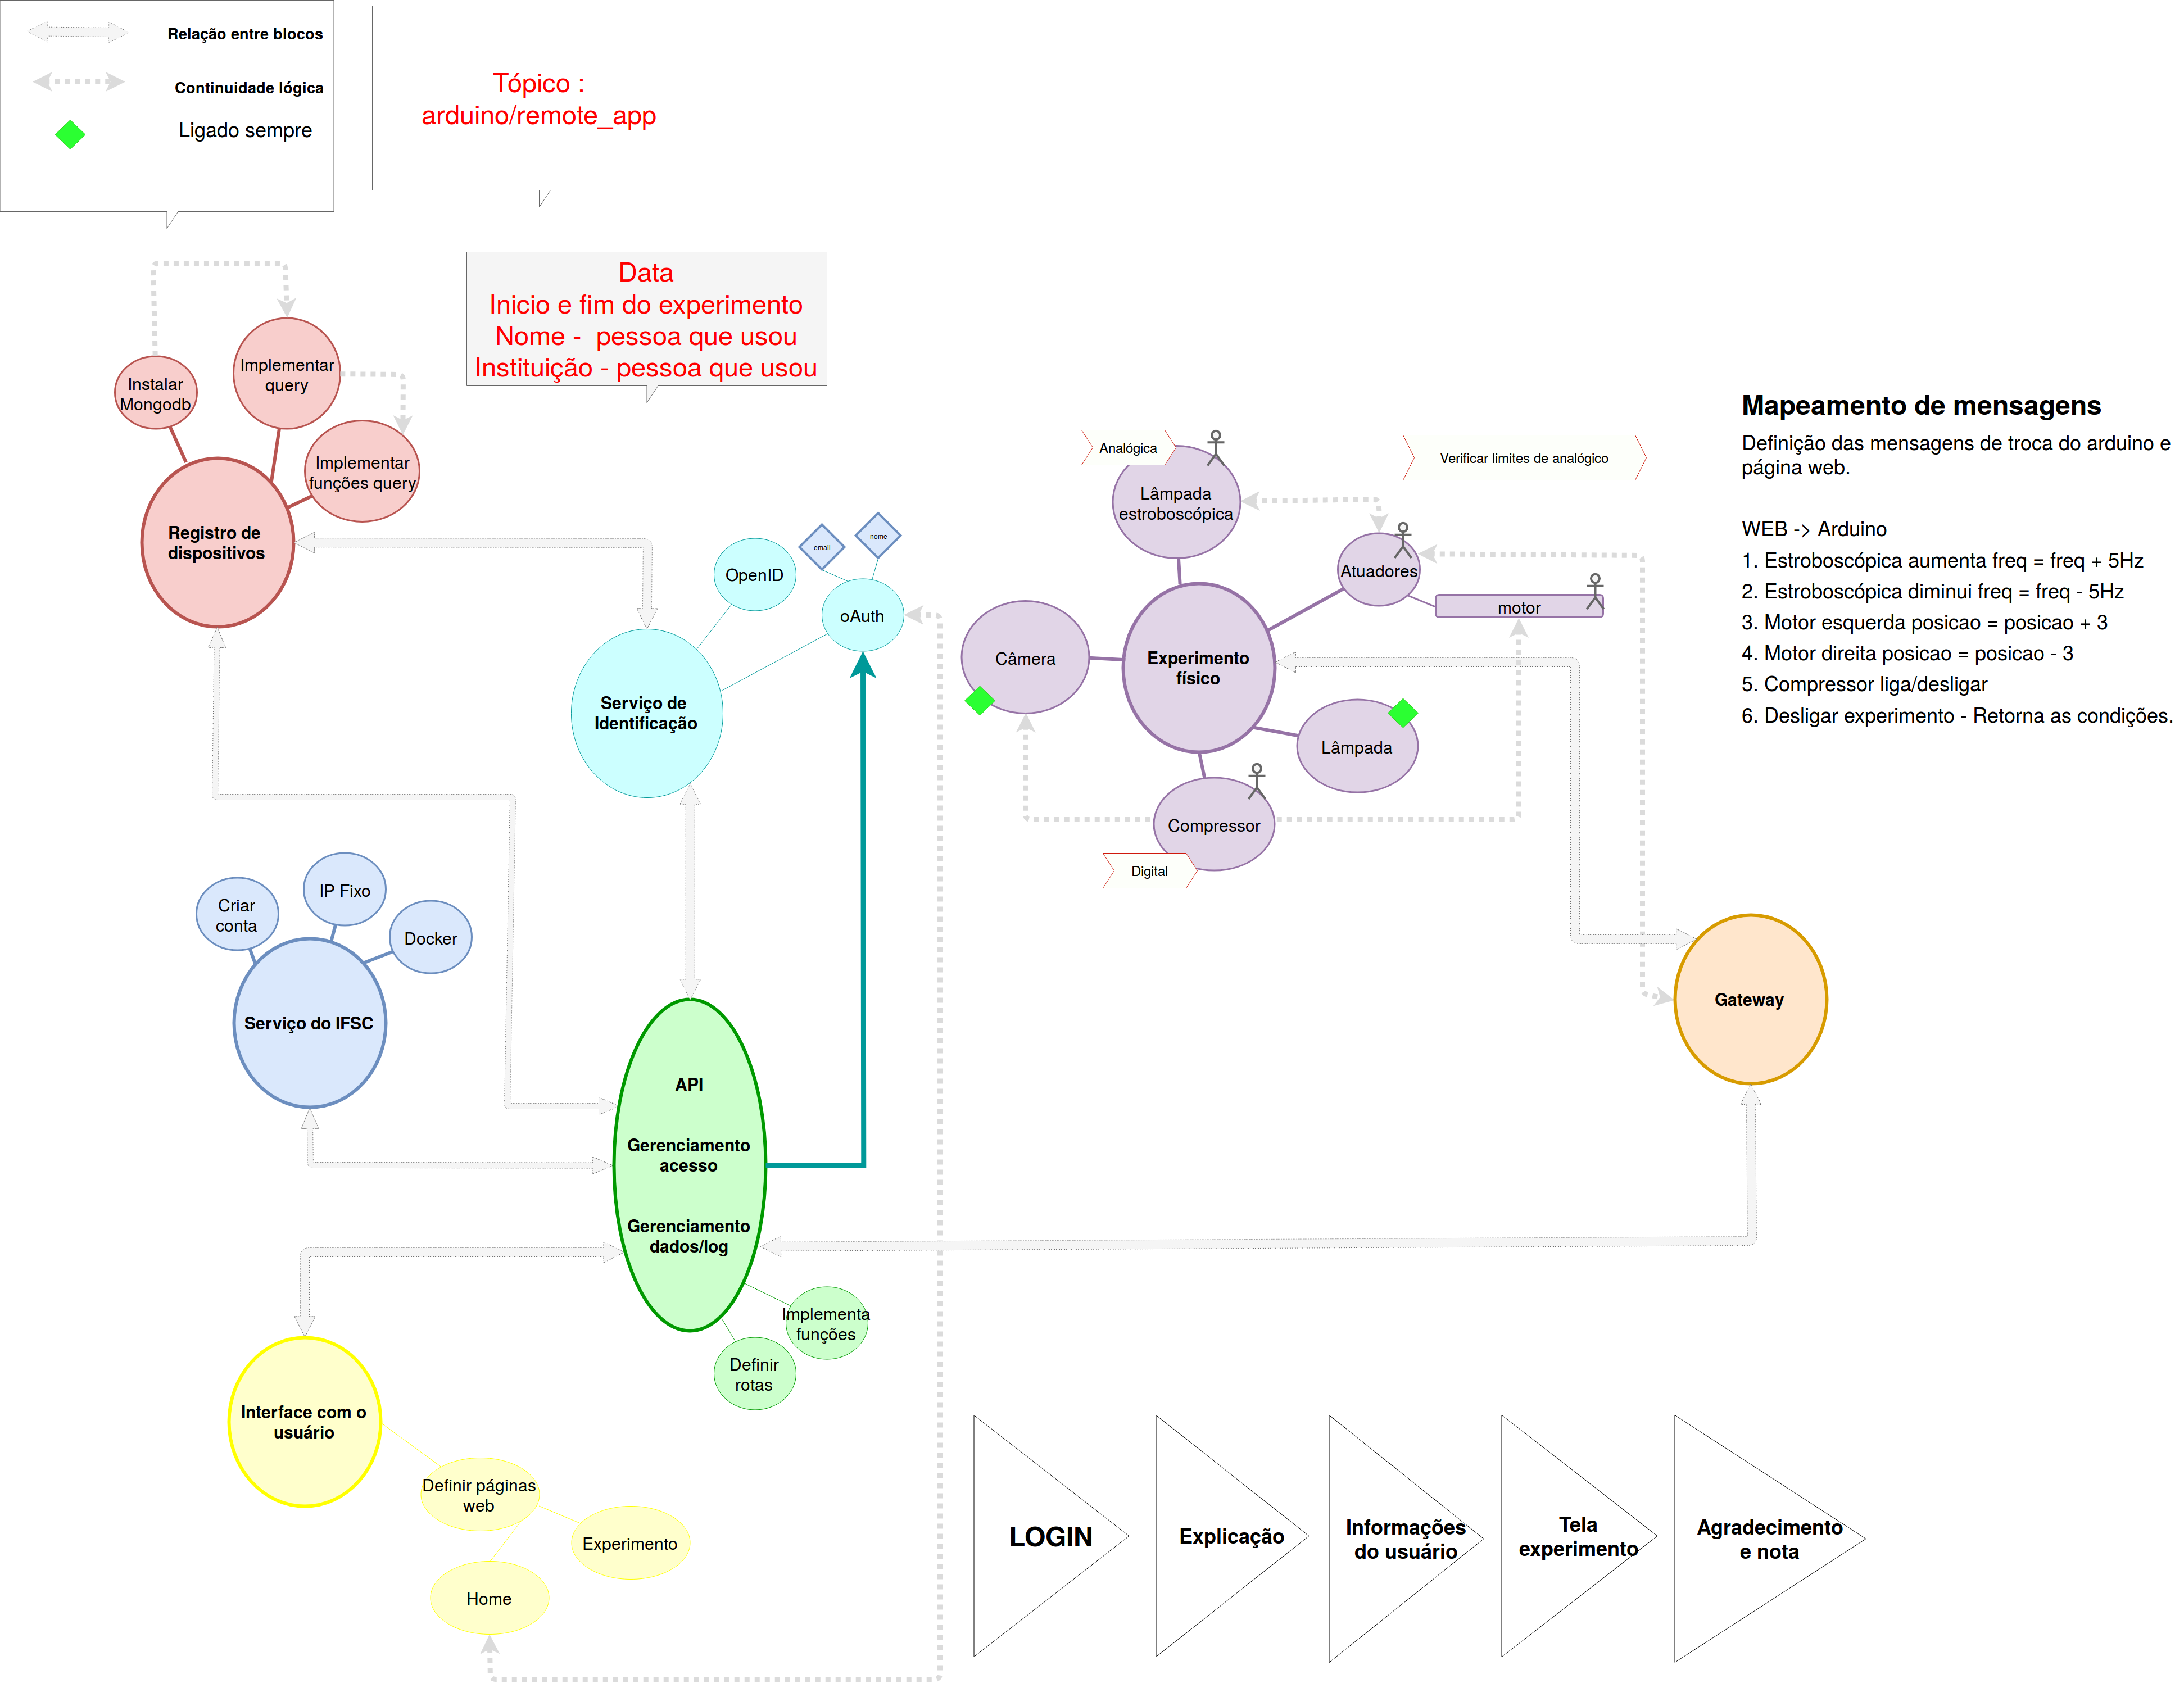 Relação entre blocos
Continuidade lógica
Ligado sempre
Tópico :
arduino/remote_app
Data
Inicio e fim do experimento
Nome -  pessoa que usou
Instituição - pessoa que usou
Instalar
Mongodb
Implementar
query
Implementar
funções query
Registro de
dispositivos
OpenID
email
nome
oAuth
Serviço de
Identificação
Analógica
Lâmpada
estroboscópica
Verificar limites de analógico
Atuadores
motor
Câmera
Experimento
físico
Lâmpada
Compressor
Digital
Mapeamento de mensagens
Definição das mensagens de troca do arduino e
página web.
WEB -> Arduino
1. Estroboscópica aumenta freq = freq + 5Hz
2. Estroboscópica diminui freq = freq - 5Hz
3. Motor esquerda posicao = posicao + 3
4. Motor direita posicao = posicao - 3
5. Compressor liga/desligar
6. Desligar experimento - Retorna as condições.
Criar
conta
IP Fixo
Docker
Serviço do IFSC
Gateway
API
Gerenciamento
acesso
Gerenciamento
dados/log
Implementa
funções
Definir
rotas
Interface com o
usuário
Definir páginas
web
Experimento
Home
LOGIN
Explicação
Informações
do usuário
Tela
experimento
Agradecimento
e nota